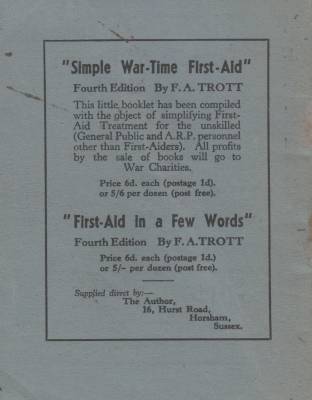 "Simple War-Time First-Aid"
Fourth Edition By F. A. TROTT
This little booklet has been compiled
with the object of simplifying First-
Aid Treatment for the unskilled
(General Public and A.R.P. personnel
other than First-Aiders). All profits
by the sale of books will go to
War Charities.
Price 6d. each (postage 1d).
or 5/6 per dozen (post free).
"First-Aid in a Few Words"
Fourth Edition By F. A. TROTT
Price 6d. each (postage 1d.)
or 5/- per dozen (post free).
Supplied direct by:—
The Author,
16, Hurst Road,
Horsham,
Sussex.